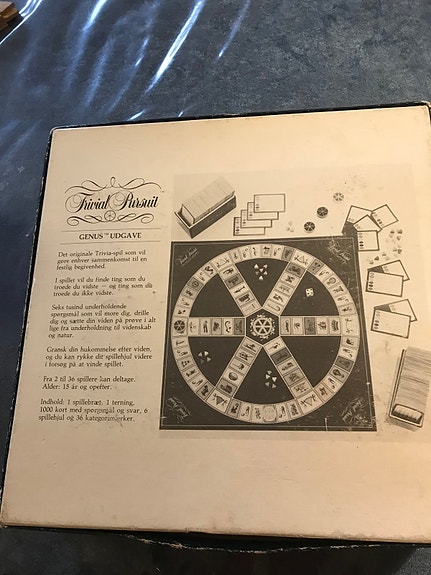 Trivial Pursuit
GENUS™ UDGAVE
Det originale Trivia-spil som vil
gøre enhver sammenkomst til en
festlig begivenhed.
I spillet vil du finde ting som du
troede du vidste — og ting som du
troede du ikke vidste.
Seks tusind underholdende
spørgsmål som vil more dig, drille
dig og sætte din viden på prøve i alt
lige fra underholdning til videnskab
og natur.
Gransk din hukommelse efter viden,
og du kan rykke dit spillehjul videre
i forsøg på at vinde spillet.
Fra 2 til 36 spillere kan deltage.
Alder: 15 år og opefter.
Indhold: 1 spillebræt, 1 terning,
1000 kort med spørgsmål og svar, 6
spillehjul og 36 kategorimærker.